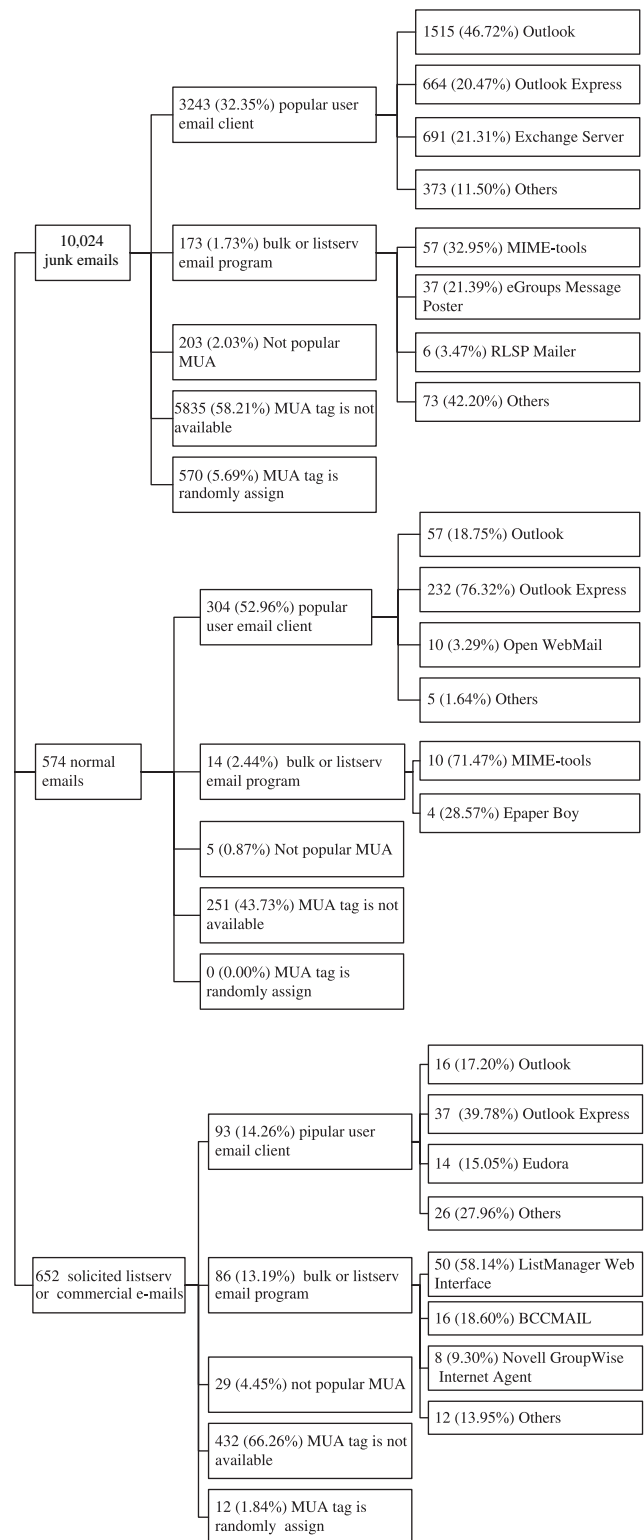 10,024
junk emails
3243 (32.35%) popular user
email client
1515 (46.72%) Outlook
664 (20.47%) Outlook Express
691 (21.31%) Exchange Server
373 (11.50%) Others
173 (1.73%) bulk or listserv
email program
57 (32.95%) MIME-tools
37 (21.39%) eGroups Message
Poster
6 (3.47%) RLSP Mailer
73 (42.20%) Others
203 (2.03%) Not popular
MUA
5835 (58.21%) MUA tag is not
available
570 (5.69%) MUA tag is
randomly assign
574 normal
emails
304 (52.96%) popular
user email client
57 (18.75%) Outlook
232 (76.32%) Outlook Express
10 (3.29%) Open WebMail
5 (1.64%) Others
14 (2.44%) bulk or listserv
email program
10 (71.47%) MIME-tools
4 (28.57%) Epaper Boy
5 (0.87%) Not popular MUA
251 (43.73%) MUA tag is not
available
0 (0.00%) MUA tag is
randomly assign
652 solicited listserv
or commercial e-mails
93 (14.26%) pipular user
email client
16 (17.20%) Outlook
37 (39.78%) Outlook Express
14 (15.05%) Eudora
26 (27.96%) Others
86 (13.19%) bulk or listserv
email program
50 (58.14%) ListManager Web
Interface
16 (18.60%) BCCMAIL
8 (9.30%) Novell GroupWise
Internet Agent
12 (13.95%) Others
29 (4.45%) not popular MUA
432 (66.26%) MUA tag is not
available
12 (1.84%) MUA tag is
randomly assign